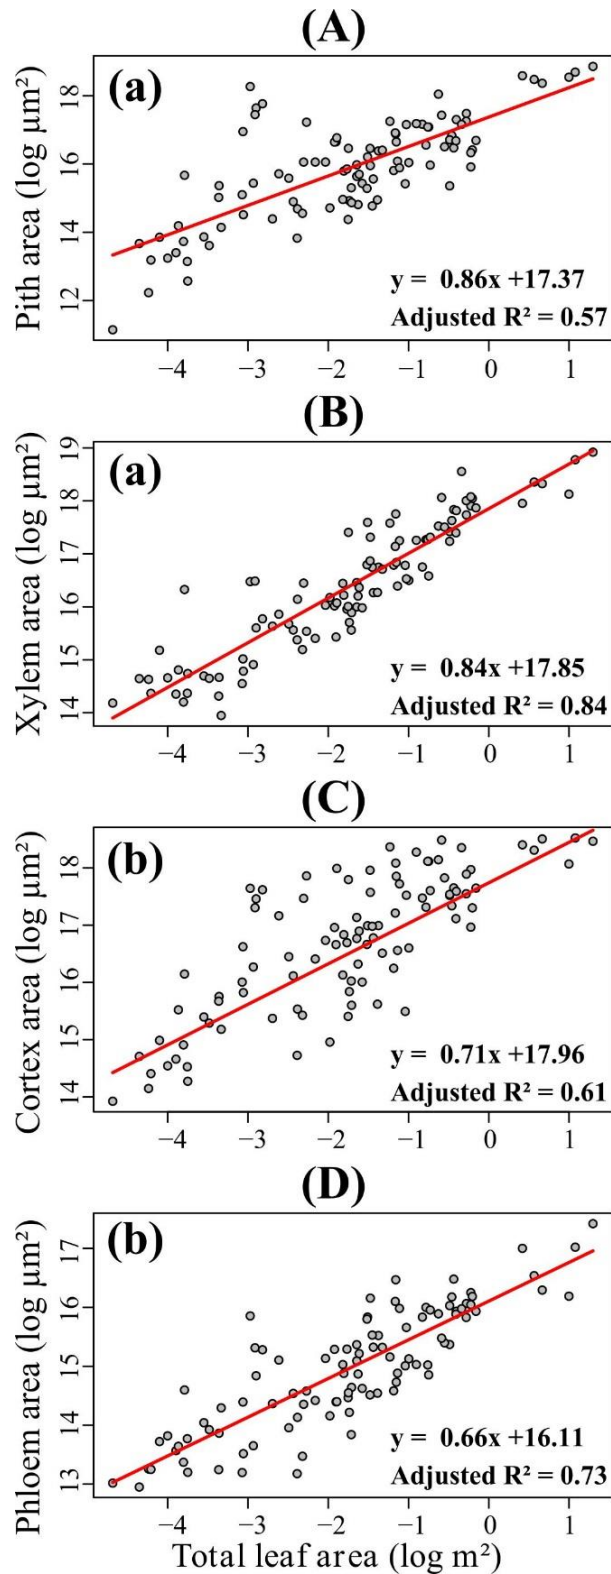 (A)
(a)
Pith area (log μm²)
18
16
14
12
y = 0.86x +17.37
Adjusted R² = 0.57
−4 −3 −2 −1 0 1
(B)
(a)
Xylem area (log μm²)
19
18
17
16
15
14
y = 0.84x +17.85
Adjusted R² = 0.84
−4 −3 −2 −1 0 1
(C)
(b)
Cortex area (log μm²)
18
17
16
15
14
y = 0.71x +17.96
Adjusted R² = 0.61
−4 −3 −2 −1 0 1
(D)
(b)
Phloem area (log μm²)
17
16
15
14
13
y = 0.66x +16.11
Adjusted R² = 0.73
−4 −3 −2 −1 0 1
Total leaf area (log m²)